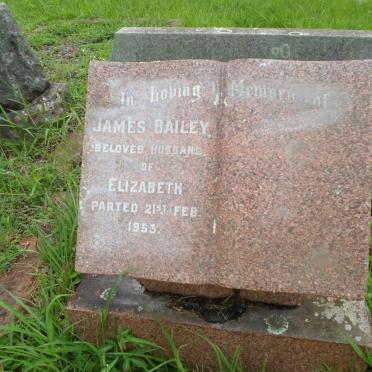 In Loving Memory of
JAMES BAILEY
BELOVED HUSBAND
OF
ELIZABETH
PARTED 21ST FEB.
1953.